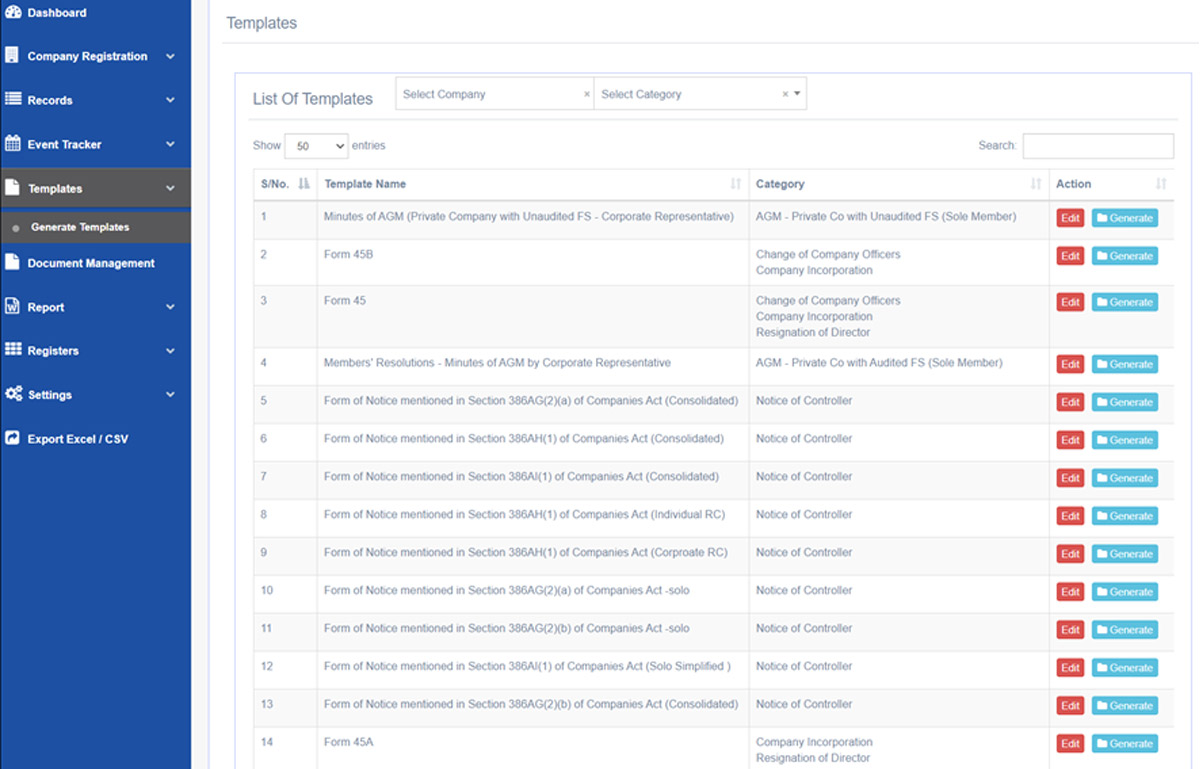 Dashboard
Company Registration
Records
Event Tracker
Templates
Generate Templates
Document Management
Report
Registers
Settings
Export Excel / CSV
Templates
List Of Templates Select Company × Select Category ×
Show 50 entries Search:
S/No. Template Name Category Action
1 Minutes of AGM (Private Company with Unaudited FS - Corporate Representative) AGM - Private Co with Unaudited FS (Sole Member) Edit Generate
2 Form 45B Change of Company Officers Edit Generate
Company Incorporation
3 Form 45 Change of Company Officers Edit Generate
Company Incorporation
Resignation of Director
4 Members' Resolutions - Minutes of AGM by Corporate Representative AGM - Private Co with Audited FS (Sole Member) Edit Generate
5 Form of Notice mentioned in Section 386AG(2)(a) of Companies Act (Consolidated) Notice of Controller Edit Generate
6 Form of Notice mentioned in Section 386AH(1) of Companies Act (Consolidated) Notice of Controller Edit Generate
7 Form of Notice mentioned in Section 386AI(1) of Companies Act (Consolidated) Notice of Controller Edit Generate
8 Form of Notice mentioned in Section 386AH(1) of Companies Act (Individual RC) Notice of Controller Edit Generate
9 Form of Notice mentioned in Section 386AH(1) of Companies Act (Corproate RC) Notice of Controller Edit Generate
10 Form of Notice mentioned in Section 386AG(2)(a) of Companies Act -solo Notice of Controller Edit Generate
11 Form of Notice mentioned in Section 386AG(2)(b) of Companies Act -solo Notice of Controller Edit Generate
12 Form of Notice mentioned in Section 386AI(1) of Companies Act (Solo Simplified ) Notice of Controller Edit Generate
13 Form of Notice mentioned in Section 386AG(2)(b) of Companies Act (Consolidated) Notice of Controller Edit Generate
14 Form 45A Company Incorporation Edit Generate
Resignation of Director